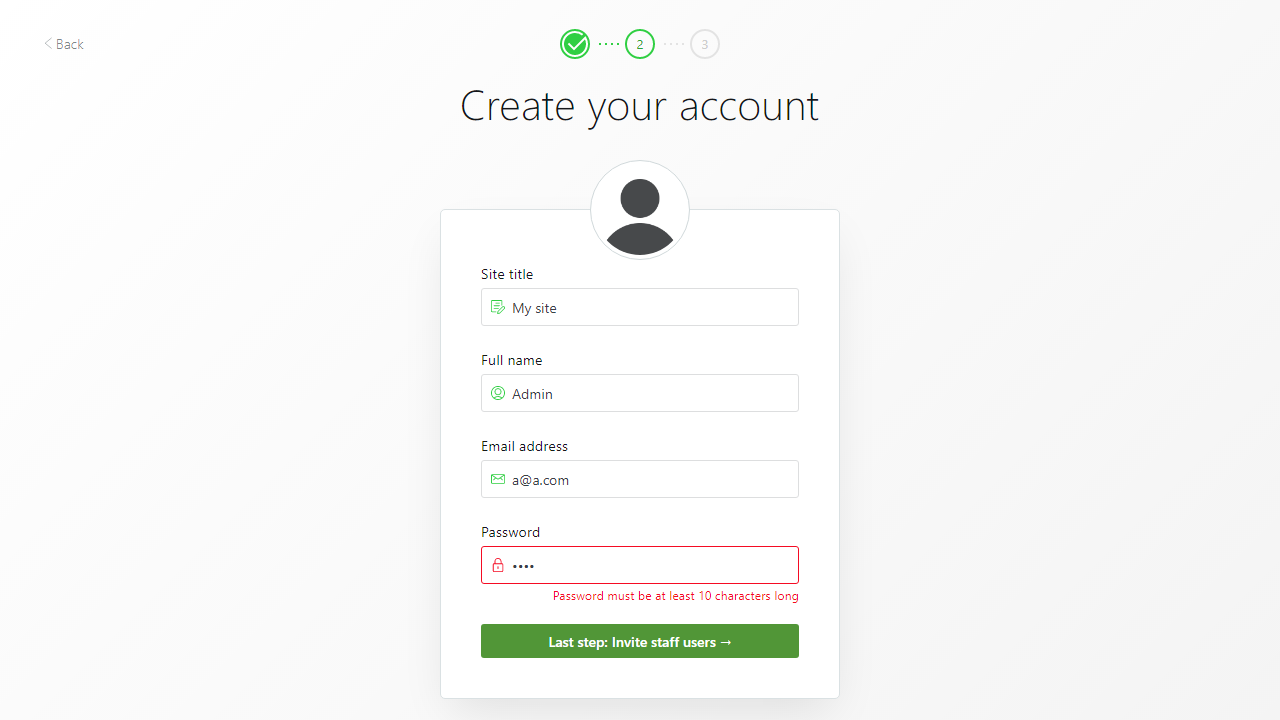 Back
2
3
Create your account
Site title
My site
Full name
Admin
Email address
a@a.com
Password
••••
Password must be at least 10 characters long
Last step: Invite staff users →